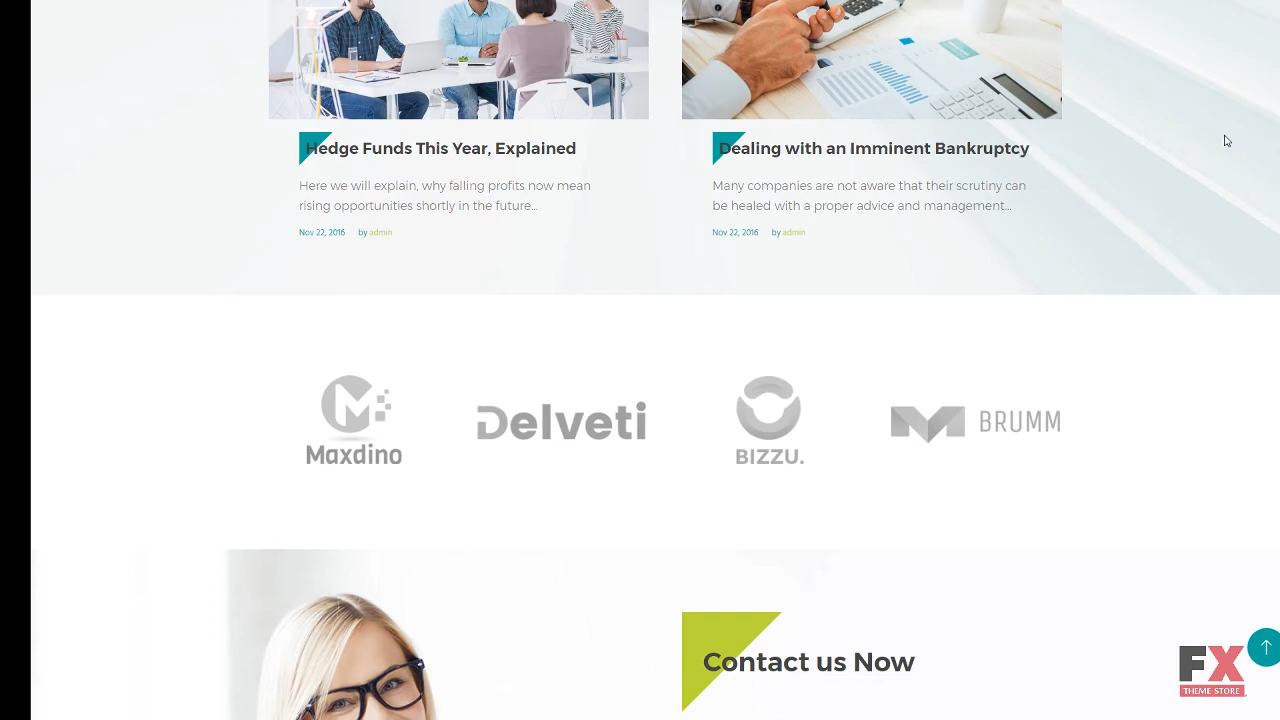 Hedge Funds This Year, Explained
Here we will explain, why falling profits now mean
rising opportunities shortly in the future...
Nov 22, 2016 by admin
Dealing with an Imminent Bankruptcy
Many companies are not aware that their scrutiny can
be healed with a proper advice and management...
Nov 22, 2016 by admin
Maxdino
Delveti
BIZZU.
BRUMM
Contact us Now
FX
THEME STORE